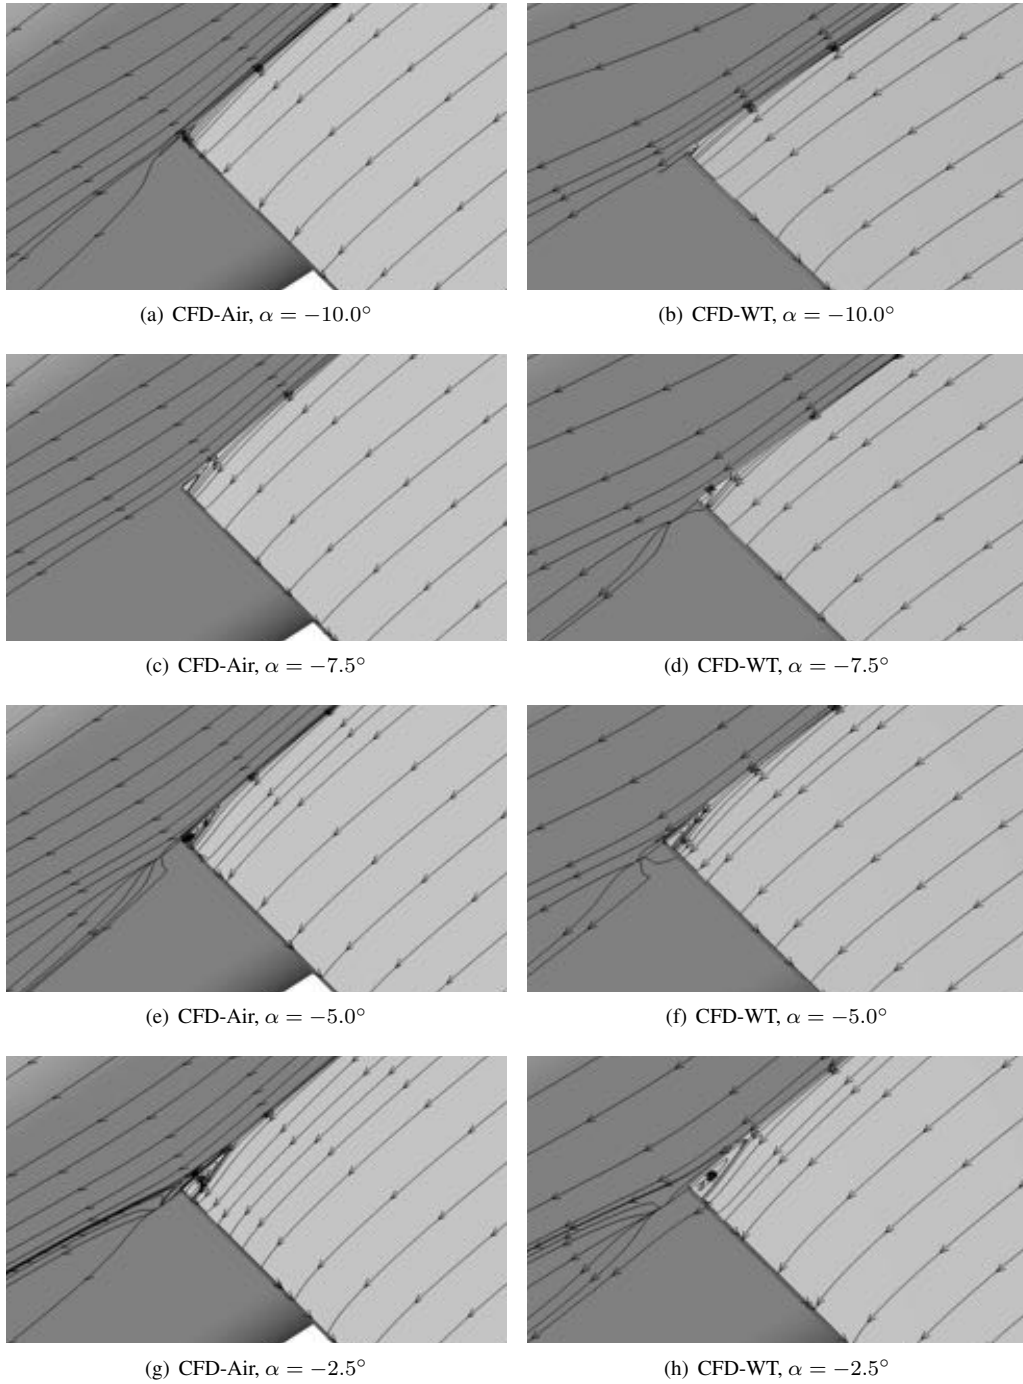 (a) CFD-Air, α = −10.0°
(b) CFD-WT, α = −10.0°
(c) CFD-Air, α = −7.5°
(d) CFD-WT, α = −7.5°
(e) CFD-Air, α = −5.0°
(f) CFD-WT, α = −5.0°
(g) CFD-Air, α = −2.5°
(h) CFD-WT, α = −2.5°